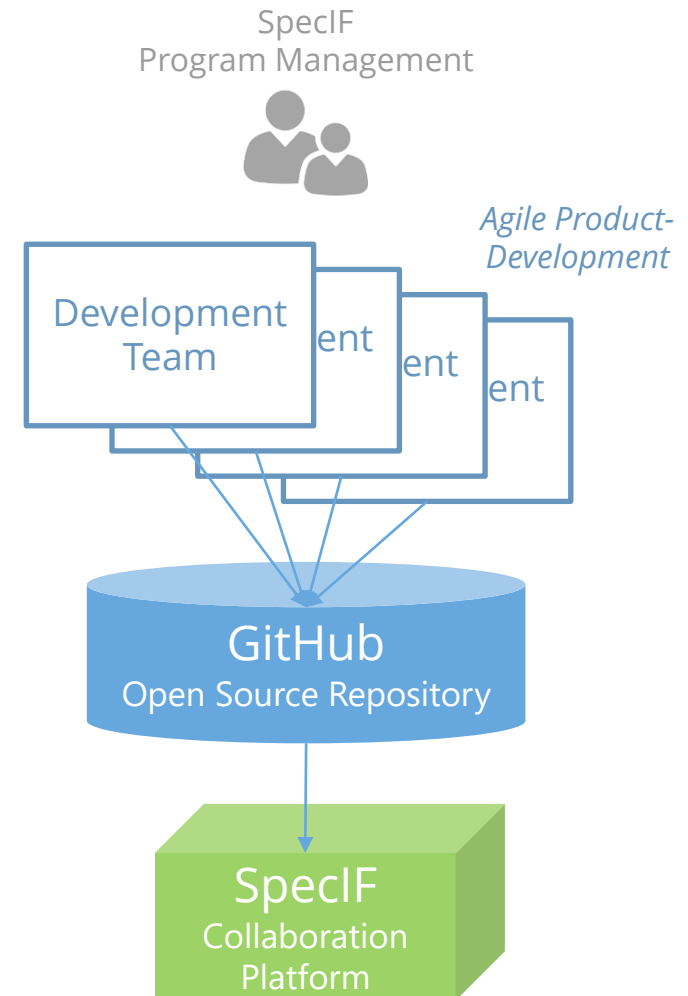 SpecIF
Program Management
Agile Product-
Development
Development
Team
ent
ent
ent
GitHub
Open Source Repository
SpecIF
Collaboration
Platform